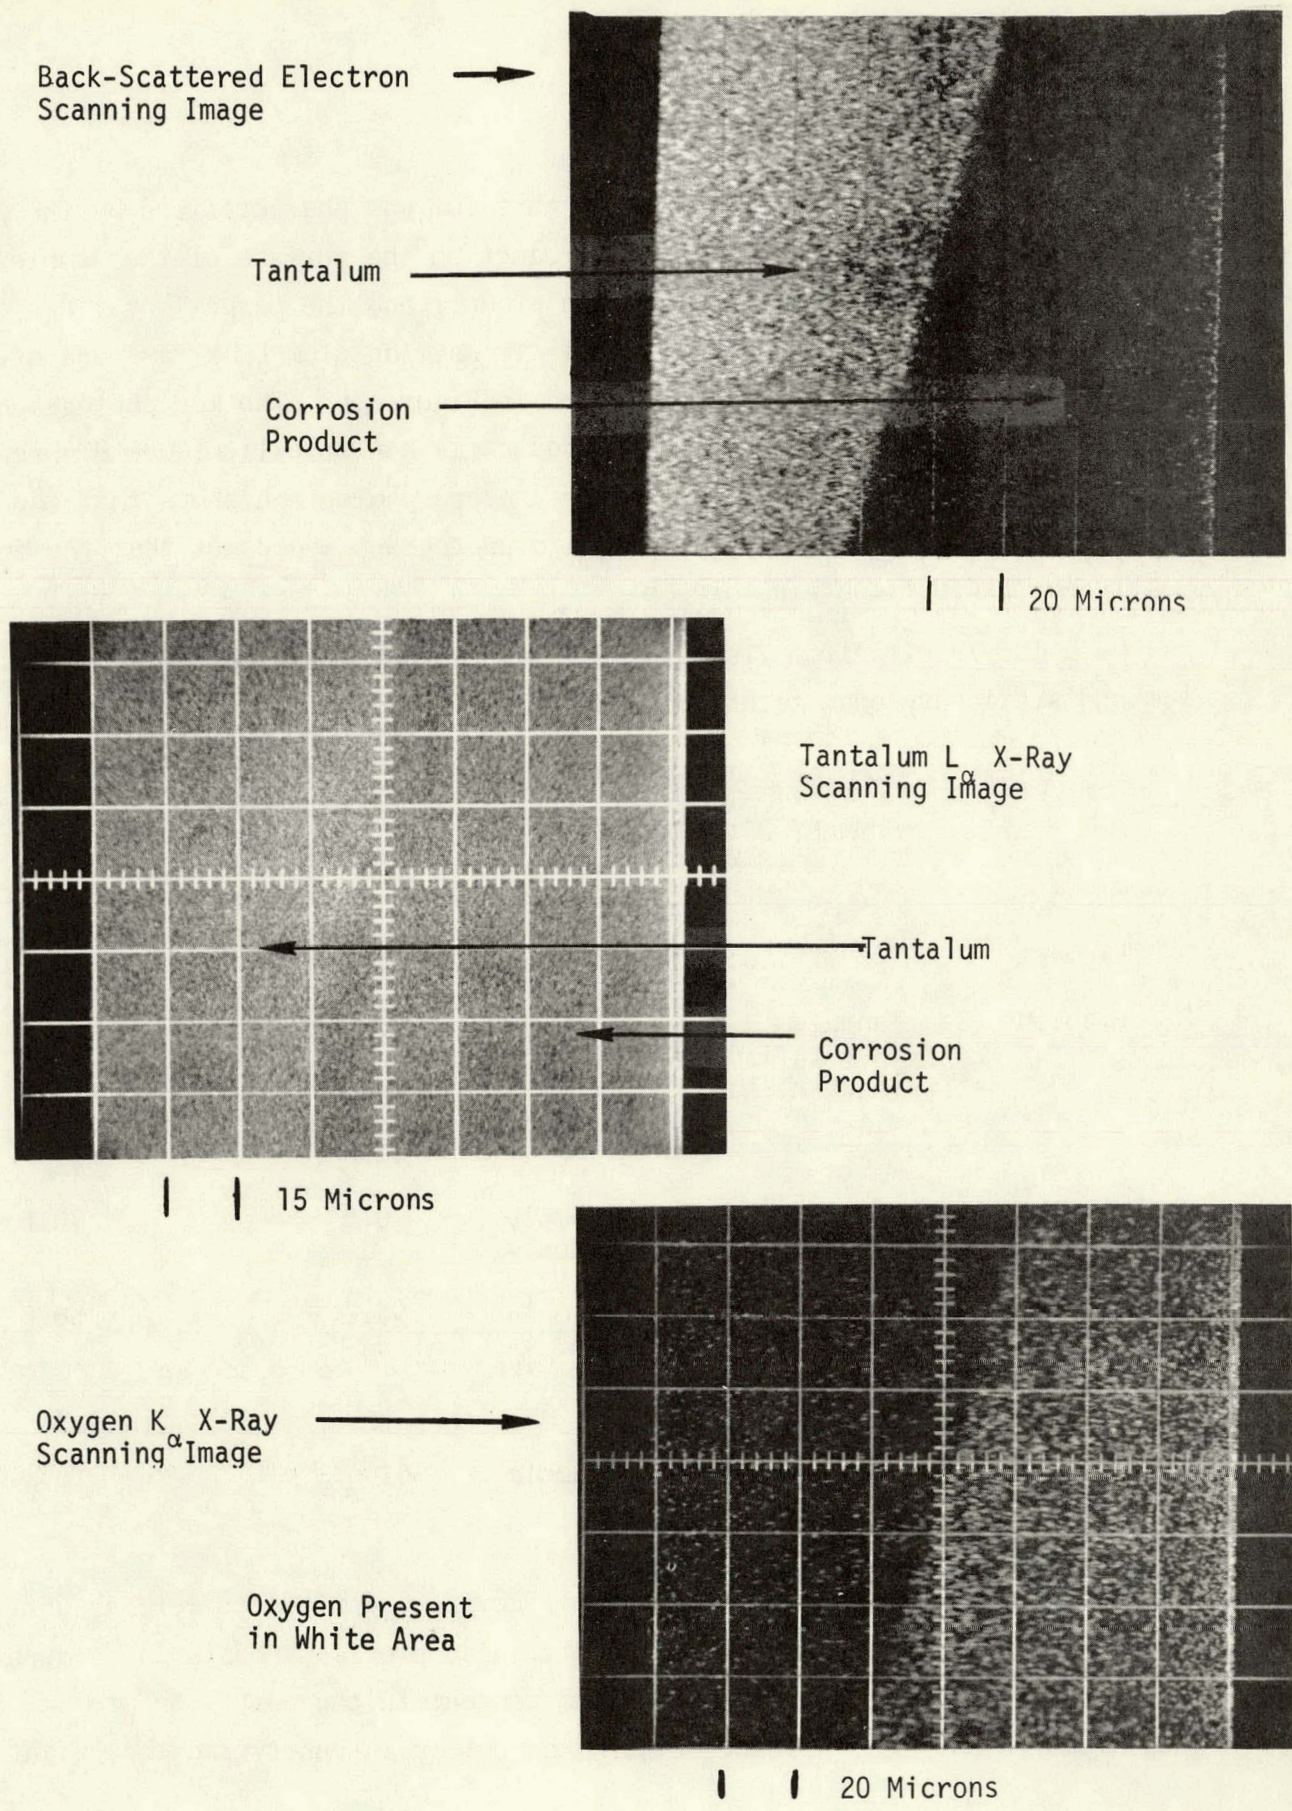 Back-Scattered Electron
Scanning Image
Tantalum
Corrosion
Product
20 Microns
Tantalum Lα X-Ray
Scanning Image
Tantalum
Corrosion
Product
15 Microns
Oxygen Kα X-Ray
Scanning Image
Oxygen Present
in White Area
20 Microns